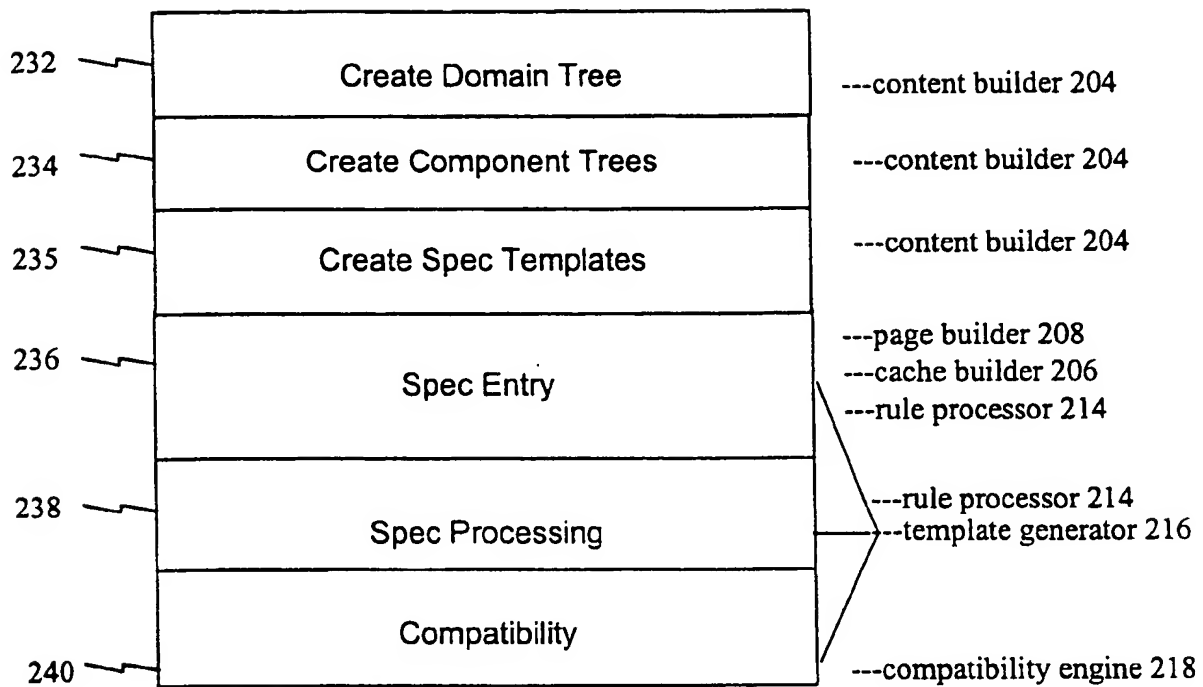 232
Create Domain Tree
---content builder 204
234
Create Component Trees
---content builder 204
235
Create Spec Templates
---content builder 204
236
Spec Entry
---page builder 208
---cache builder 206
---rule processor 214
238
Spec Processing
---rule processor 214
---template generator 216
240
Compatibility
---compatibility engine 218